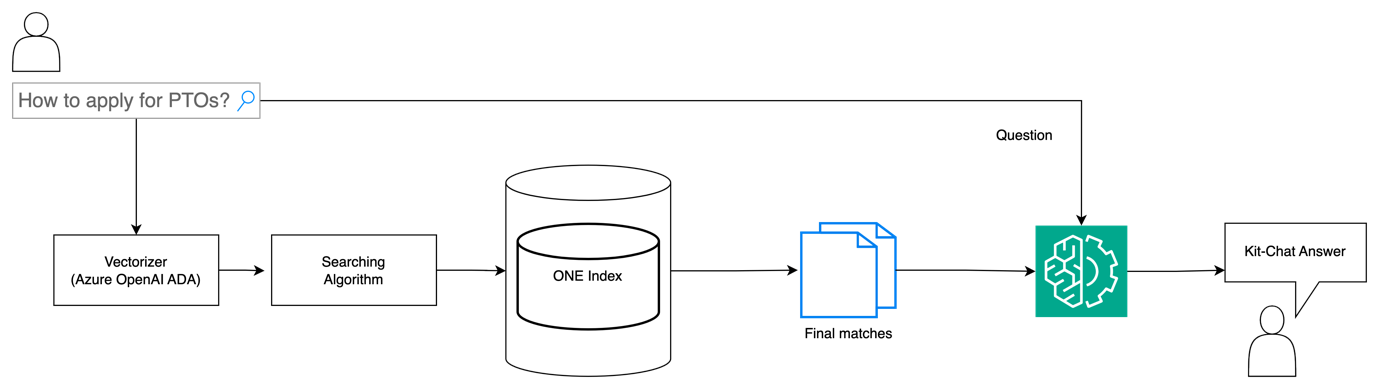 How to apply for PTOs?
Question
Vectorizer
(Azure OpenAI ADA)
Searching
Algorithm
ONE Index
Final matches
Kit-Chat Answer